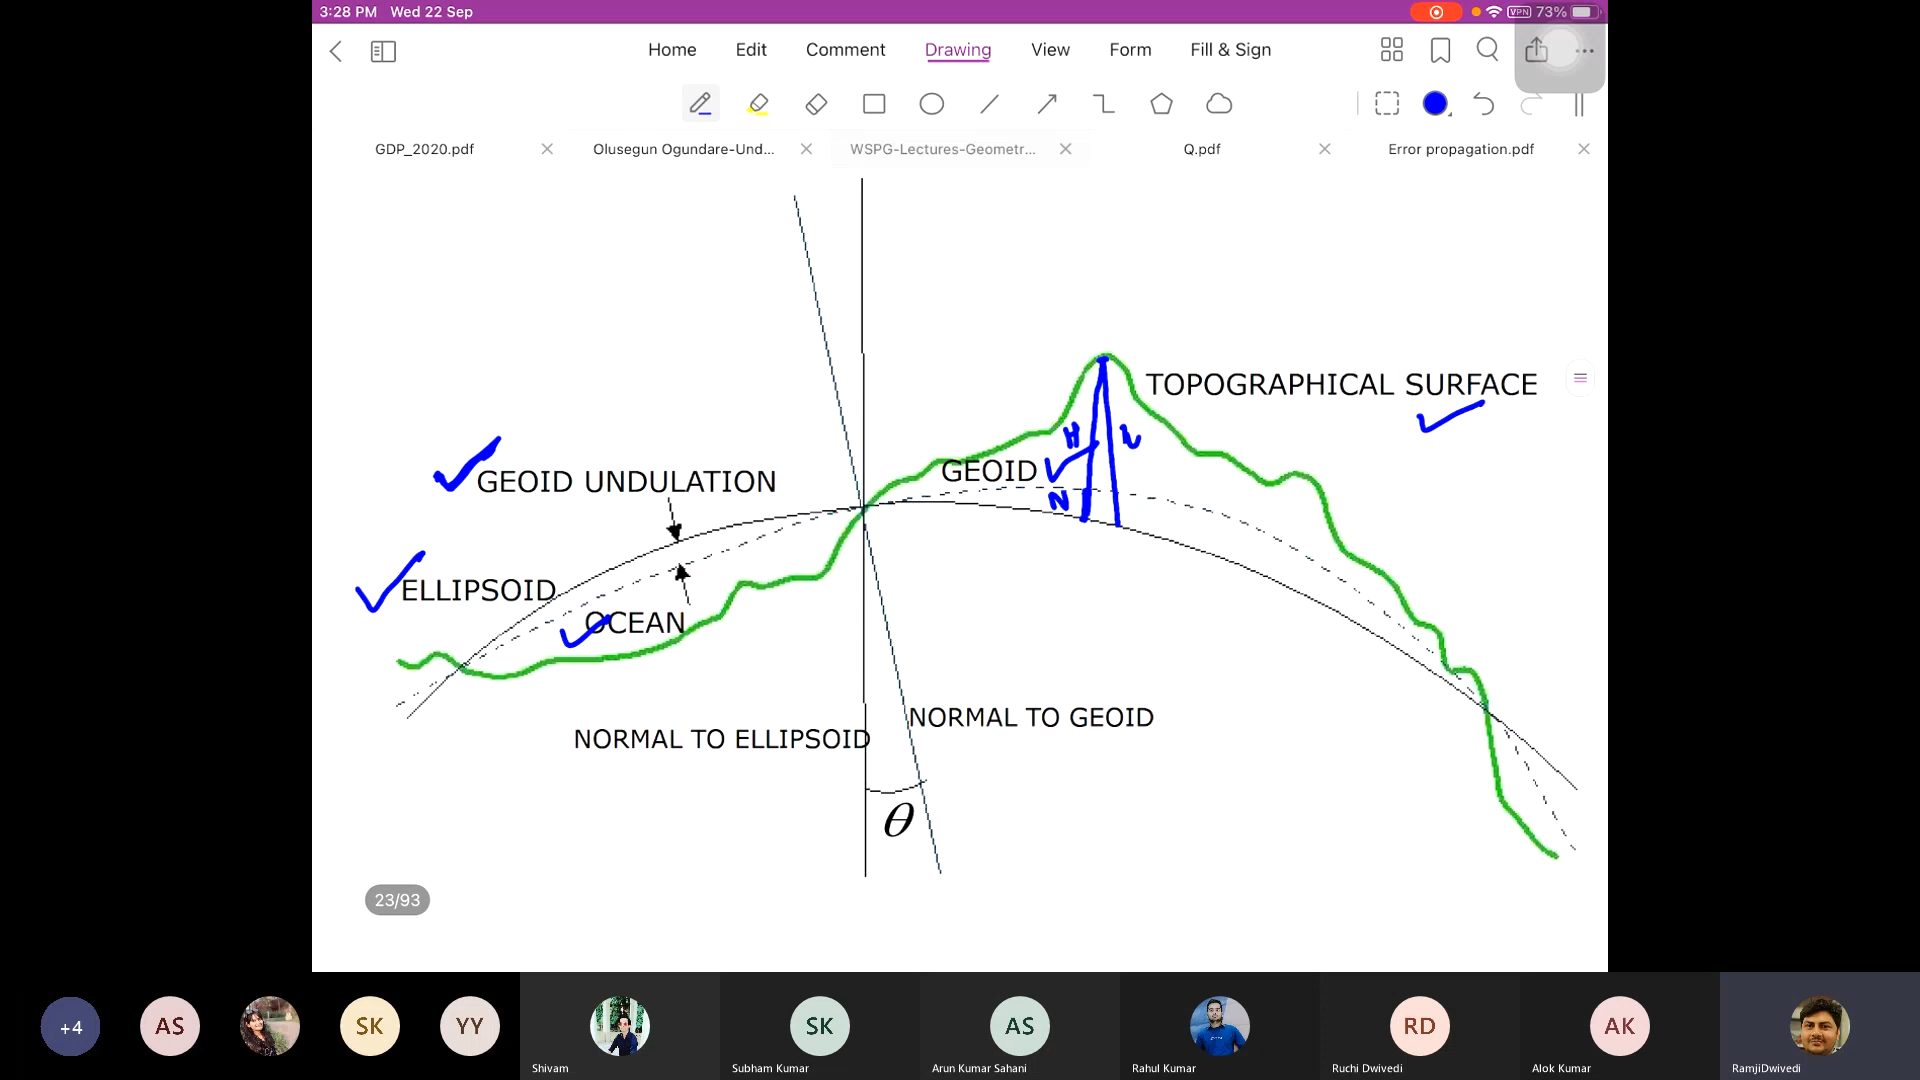 3:28 PM Wed 22 Sep
VPN 73%
Home Edit Comment Drawing View Form Fill & Sign
GDP_2020.pdf Olusegun Ogundare-Und... WSPG-Lectures-Geometr... Q.pdf Error propagation.pdf
TOPOGRAPHICAL SURFACE
H h
GEOID
GEOID UNDULATION
N
ELLIPSOID
OCEAN
NORMAL TO GEOID
NORMAL TO ELLIPSOID
θ
23/93
+4 AS SK YY SK AS RD AK
Shivam Subham Kumar Arun Kumar Sahani Rahul Kumar Ruchi Dwivedi Alok Kumar RamjiDwivedi